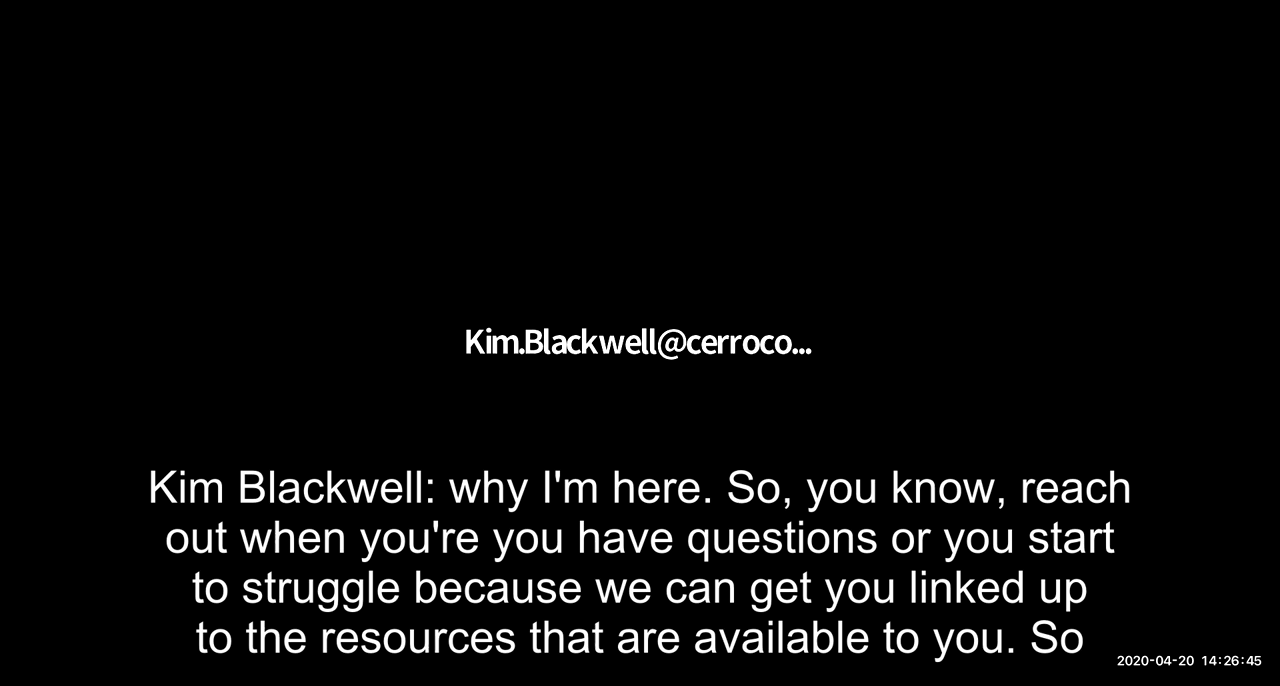 Kim.Blackwell@cerroco...
Kim Blackwell: why I'm here. So, you know, reach
out when you're you have questions or you start
to struggle because we can get you linked up
to the resources that are available to you. So
2020-04-20 14:26:45